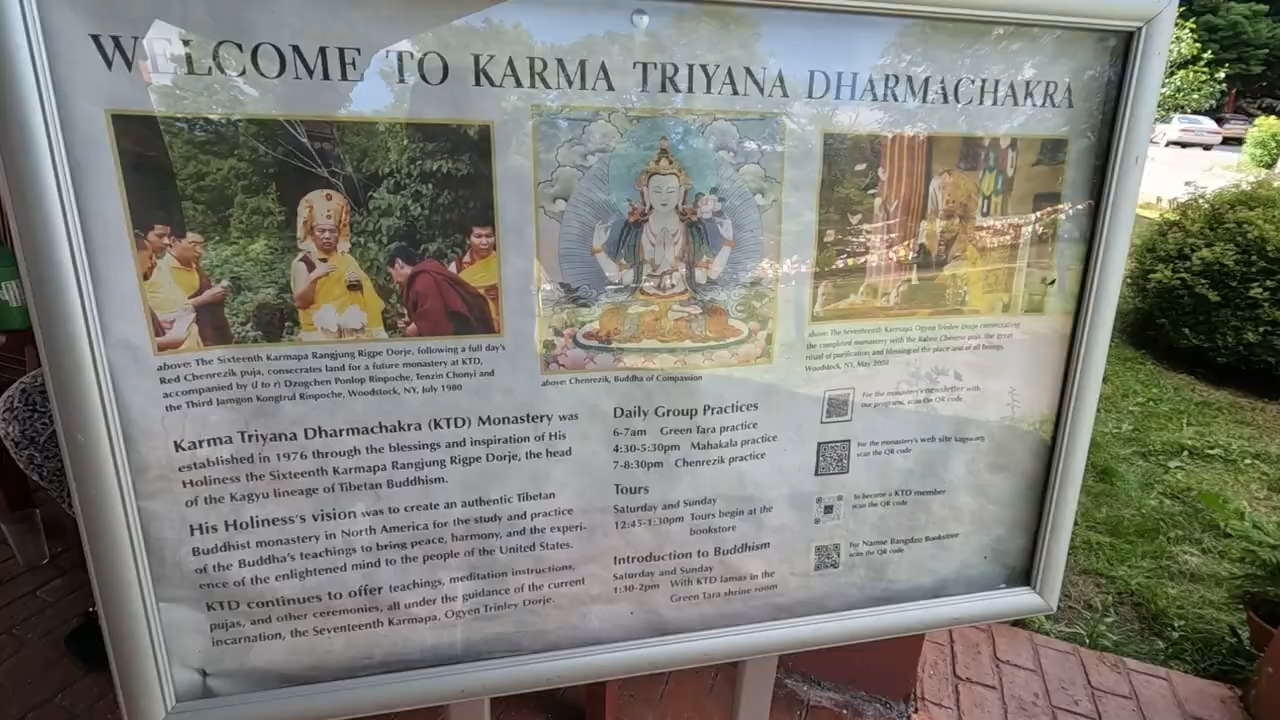 WELCOME TO KARMA TRIYANA DHARMACHAKRA
above: The Sixteenth Karmapa Rangjung Rigpe Dorje, following a full day's
Red Chenrezik puja, consecrates land for a future monastery at KTD,
accompanied by (l to r) Dzogchen Ponlop Rinpoche, Tenzin Chonyi and
the Third Jamgon Kongtrul Rinpoche, Woodstock, NY, July 1980
above: Chenrezik, Buddha of Compassion
above: The Seventeenth Karmapa Ogyen Trinley Dorje consecrating
the completed monastery with the Rabne Chenmo puja, the great
ritual of purification and blessing of the place and of all beings,
Woodstock, NY, May
Karma Triyana Dharmachakra (KTD) Monastery was
established in 1976 through the blessings and inspiration of His
Holiness the Sixteenth Karmapa Rangjung Rigpe Dorje, the head
of the Kagyu lineage of Tibetan Buddhism.
His Holiness's vision was to create an authentic Tibetan
Buddhist monastery in North America for the study and practice
of the Buddha's teachings to bring peace, harmony, and the experi-
ence of the enlightened mind to the people of the United States.
KTD continues to offer teachings, meditation instructions,
pujas, and other ceremonies, all under the guidance of the current
incarnation, the Seventeenth Karmapa, Ogyen Trinley Dorje.
Daily Group Practices
6-7am Green Tara practice
4:30-5:30pm Mahakala practice
7-8:30pm Chenrezik practice
Tours
Saturday and Sunday
12:45-1:30pm Tours begin at the
bookstore
Introduction to Buddhism
Saturday and Sunday
1:30-2pm With KTD lamas in the
Green Tara shrine room
For the monastery's newsletter with
our programs, scan the QR code
For the monastery's web site kagyu.org,
scan the QR code
To become a KTD member
scan the QR code
For Namse Bangdzo Bookstore
scan the QR code.